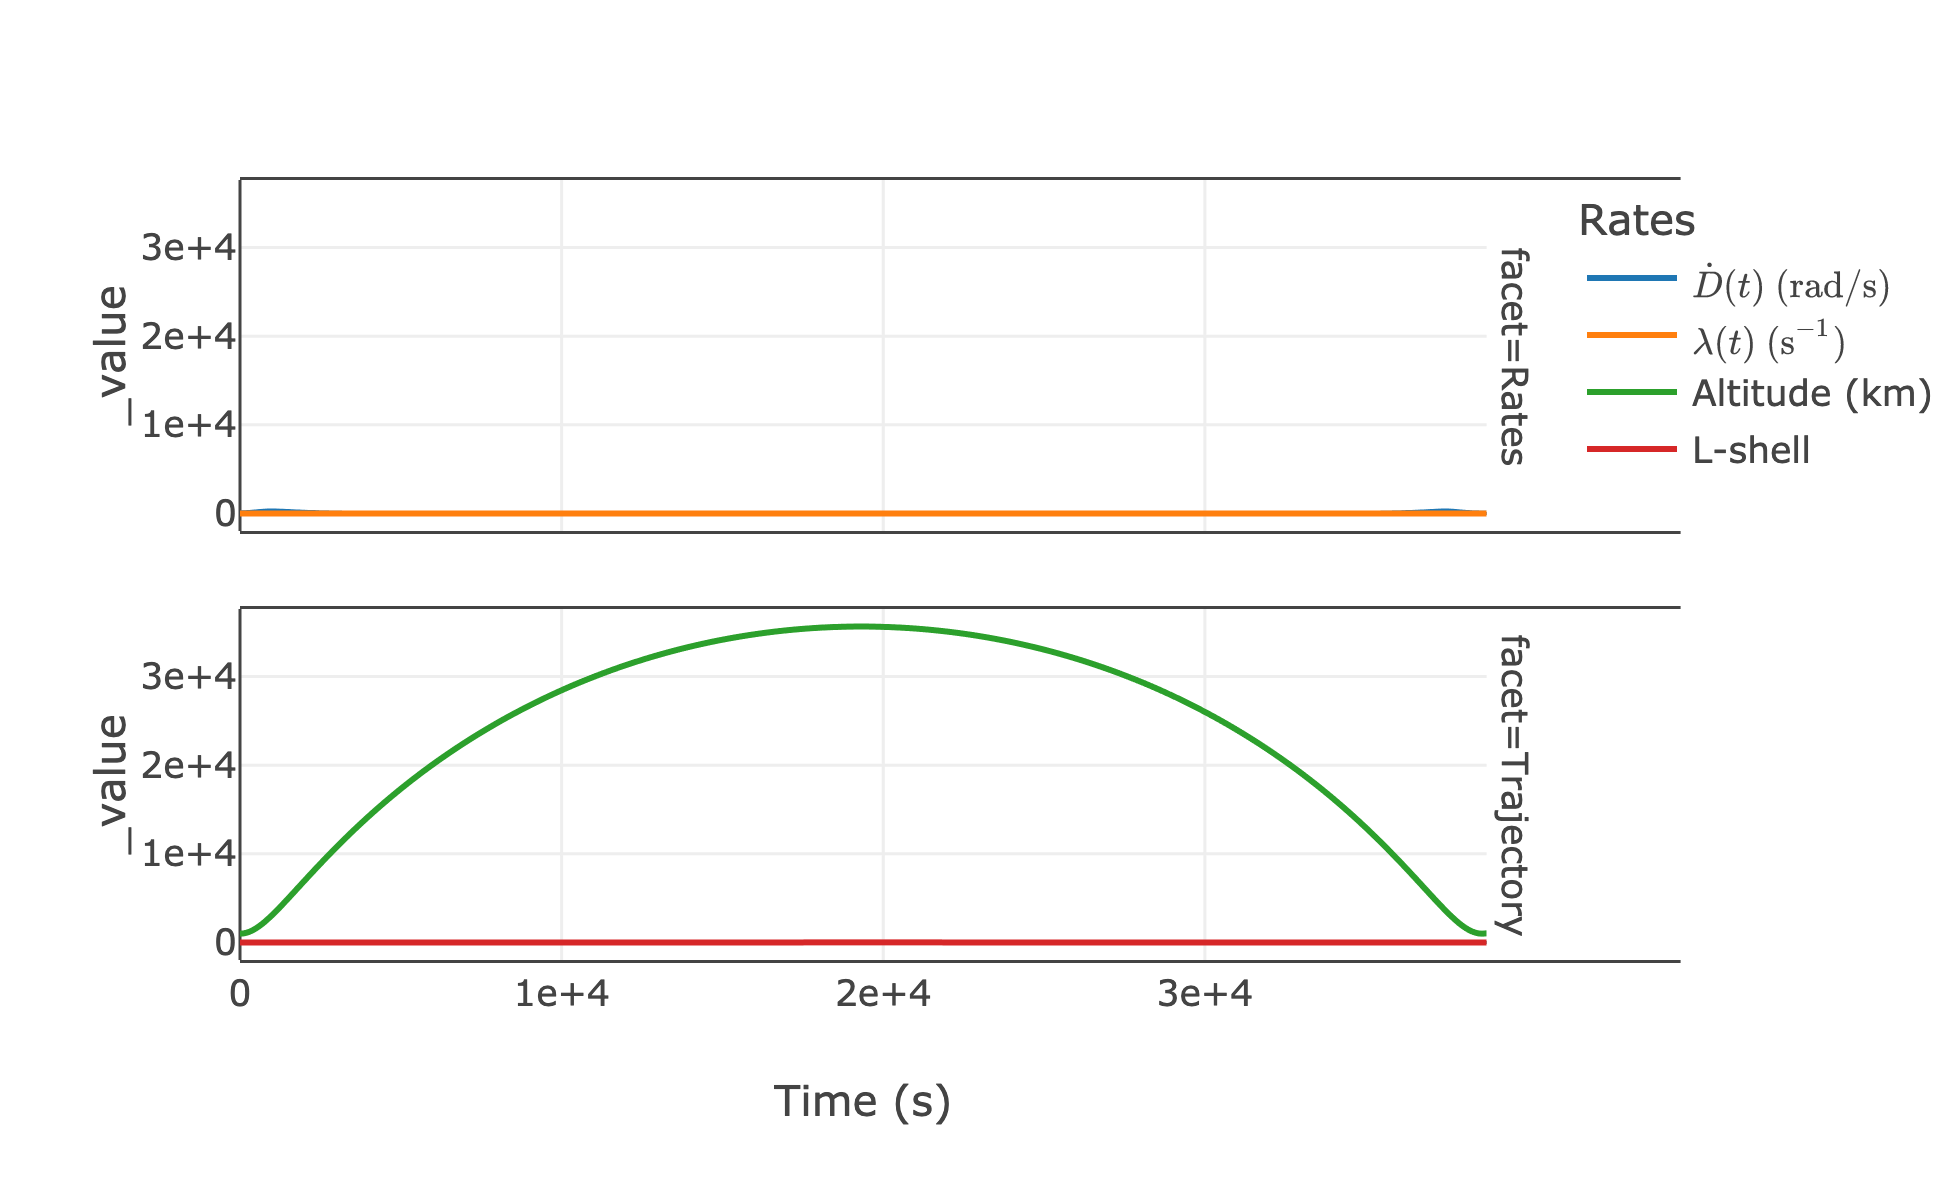 _value
3e+4
2e+4
1e+4
0
facet=Rates
Rates
Ḋ(t) (rad/s)
λ(t) (s⁻¹)
Altitude (km)
L-shell
_value
3e+4
2e+4
1e+4
0
facet=Trajectory
0 1e+4 2e+4 3e+4
Time (s)